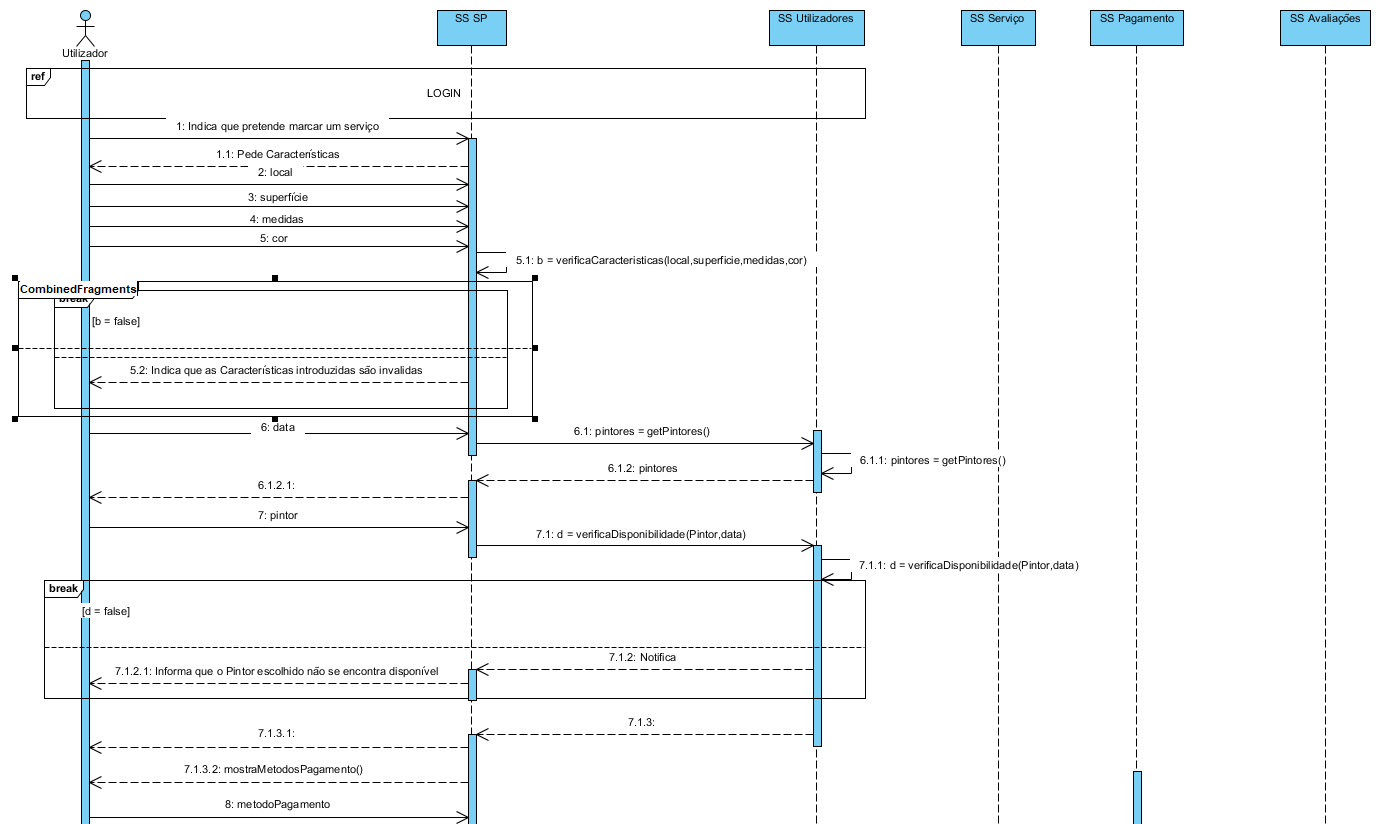 SS SP
SS Utilizadores
SS Serviço
SS Pagamento
SS Avaliações
Utilizador
ref
LOGIN
1: Indica que pretende marcar um serviço
1.1: Pede Características
2: local
3: superfície
4: medidas
5: cor
5.1: b = verificaCaracteristicas(local,superficie,medidas,cor)
CombinedFragments
break
[b = false]
5.2: Indica que as Características introduzidas são invalidas
6: data
6.1: pintores = getPintores()
6.1.1: pintores = getPintores()
6.1.2: pintores
6.1.2.1:
7: pintor
7.1: d = verificaDisponibilidade(Pintor,data)
7.1.1: d = verificaDisponibilidade(Pintor,data)
break
[d = false]
7.1.2: Notifica
7.1.2.1: Informa que o Pintor escolhido não se encontra disponível
7.1.3:
7.1.3.1:
7.1.3.2: mostraMetodosPagamento()
8: metodoPagamento